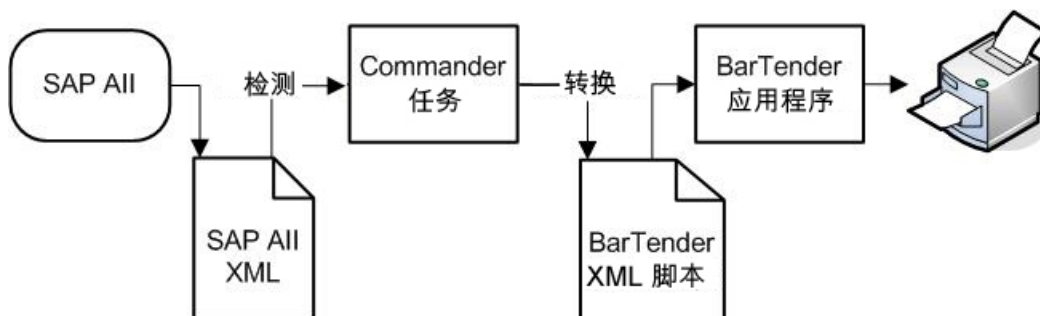 SAP AII
检测
Commander
任务
转换
BarTender
应用程序
SAP AII
XML
BarTender
XML 脚本